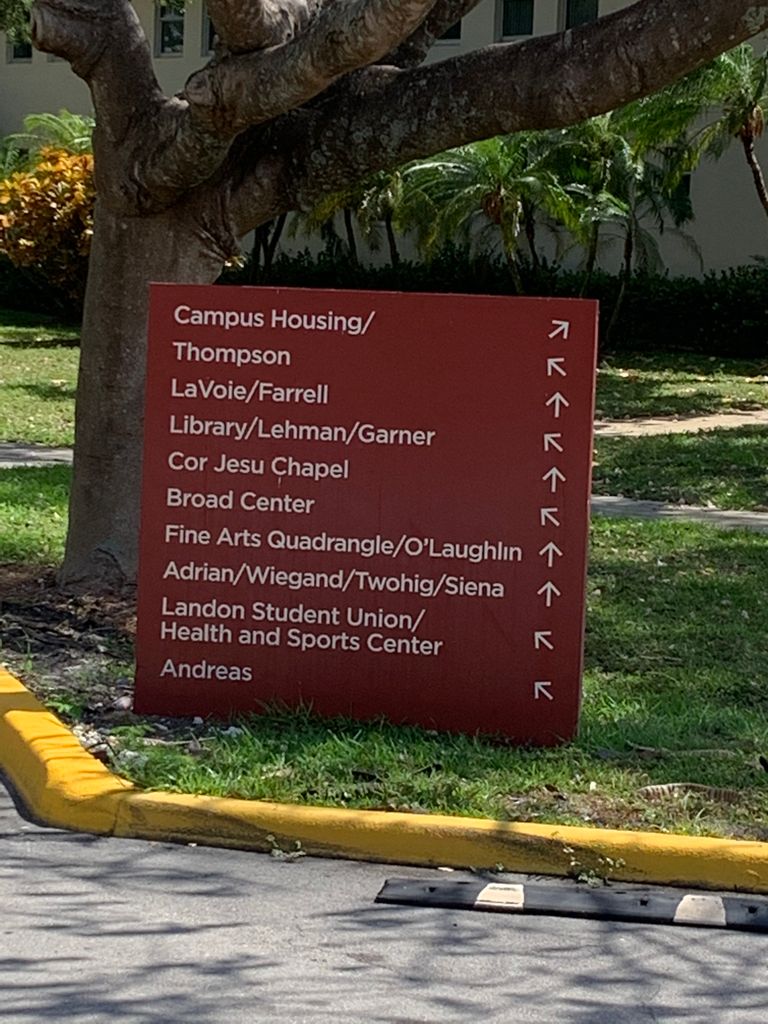 Campus Housing/
Thompson
LaVoie/Farrell
Library/Lehman/Garner
Cor Jesu Chapel
Broad Center
Fine Arts Quadrangle/O'Laughlin
Adrian/Wiegand/Twohig/Siena
Landon Student Union/
Health and Sports Center
Andreas